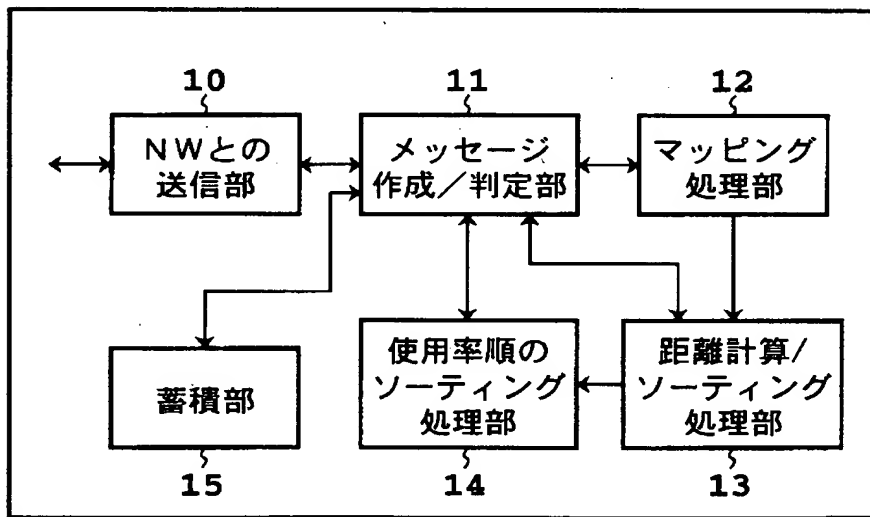 10
11
12
NWとの
送信部
メッセージ
作成/判定部
マッピング
処理部
蓄積部
使用率順の
ソーティング
処理部
距離計算/
ソーティング
処理部
15
14
13